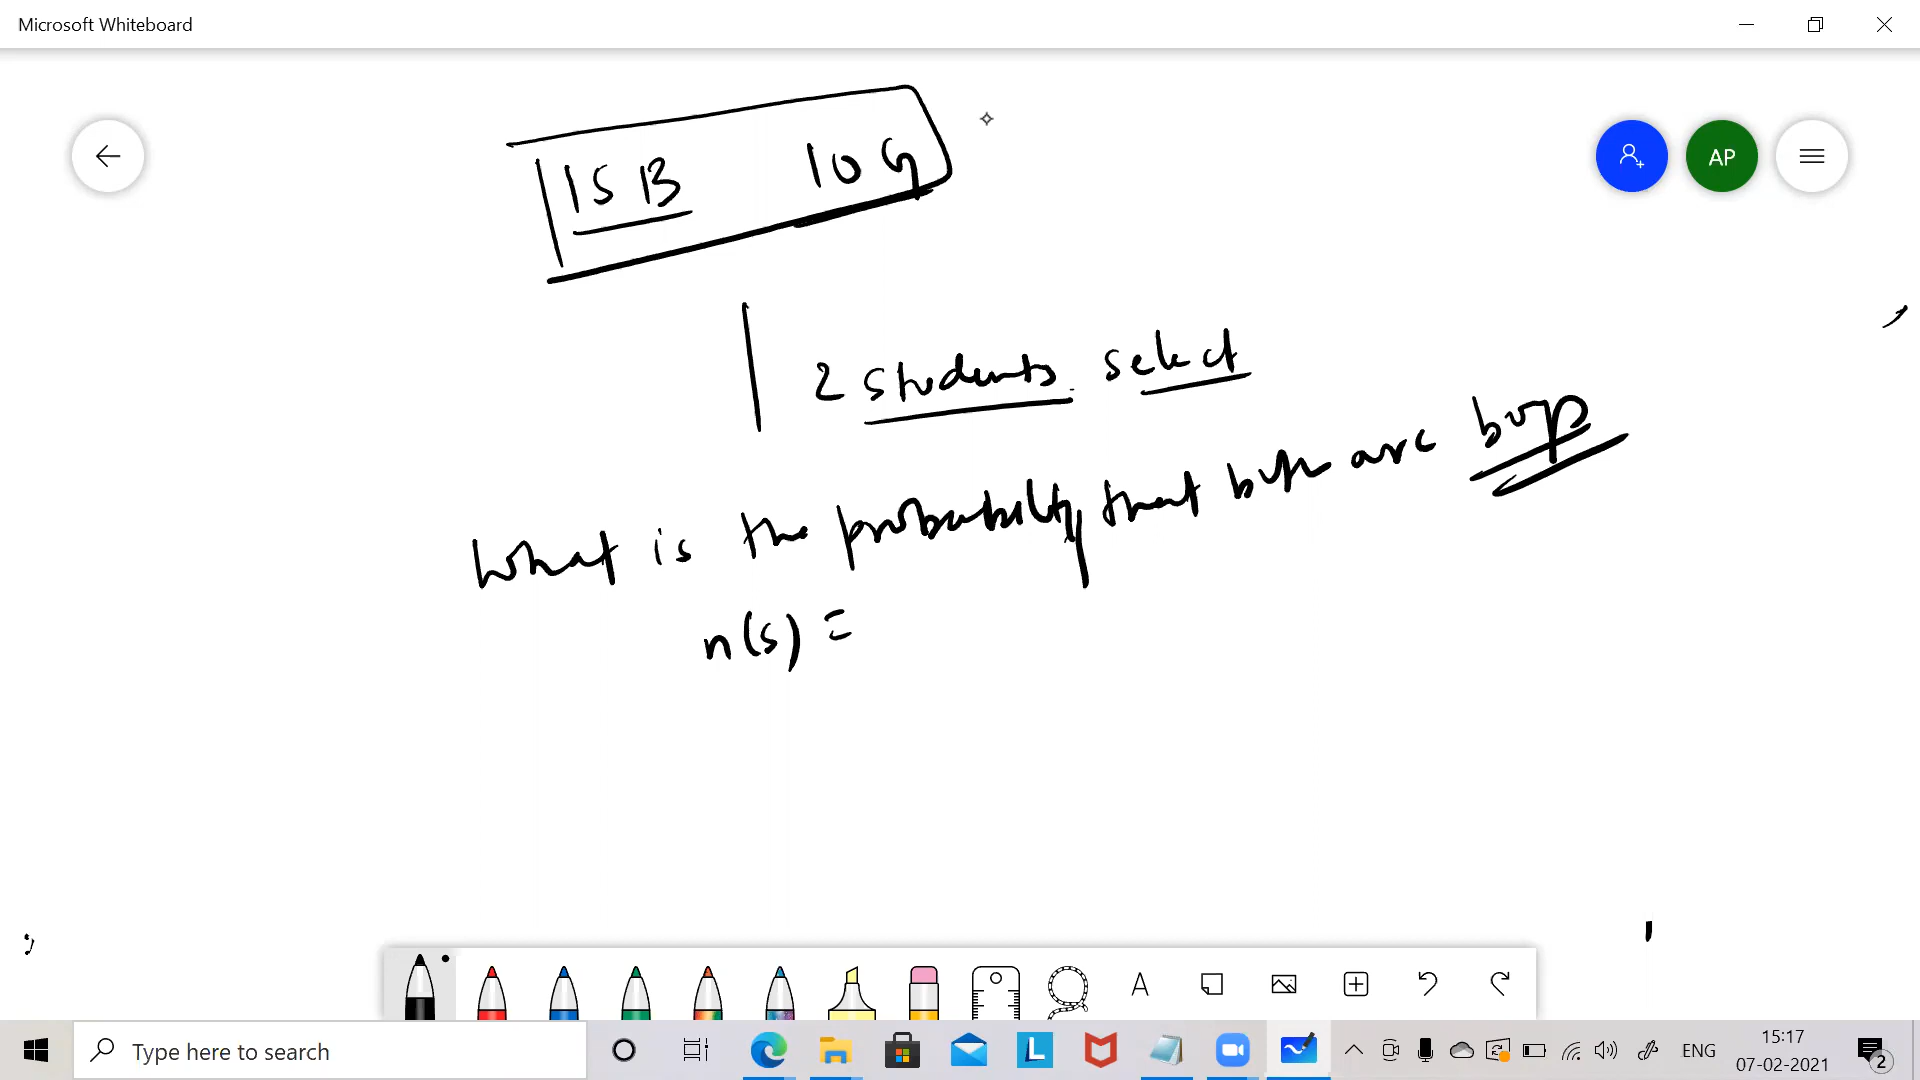 Microsoft Whiteboard
15 B 10 G
AP
2 students select
What is the probability that both are boys
n(s) =
A
Type here to search
L
ENG
15:17
07-02-2021
2